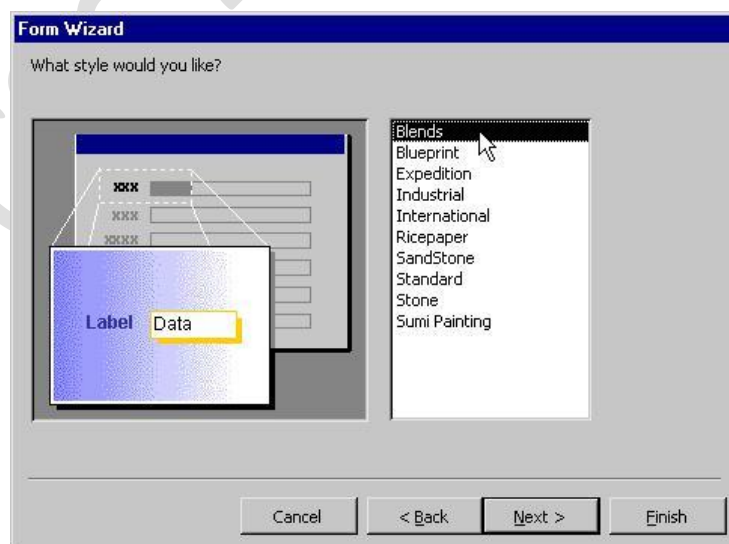 Form Wizard
What style would you like?
xxx
xxx
xxxx
Label Data
Blends
Blueprint
Expedition
Industrial
International
Ricepaper
SandStone
Standard
Stone
Sumi Painting
Cancel < Back Next > Finish